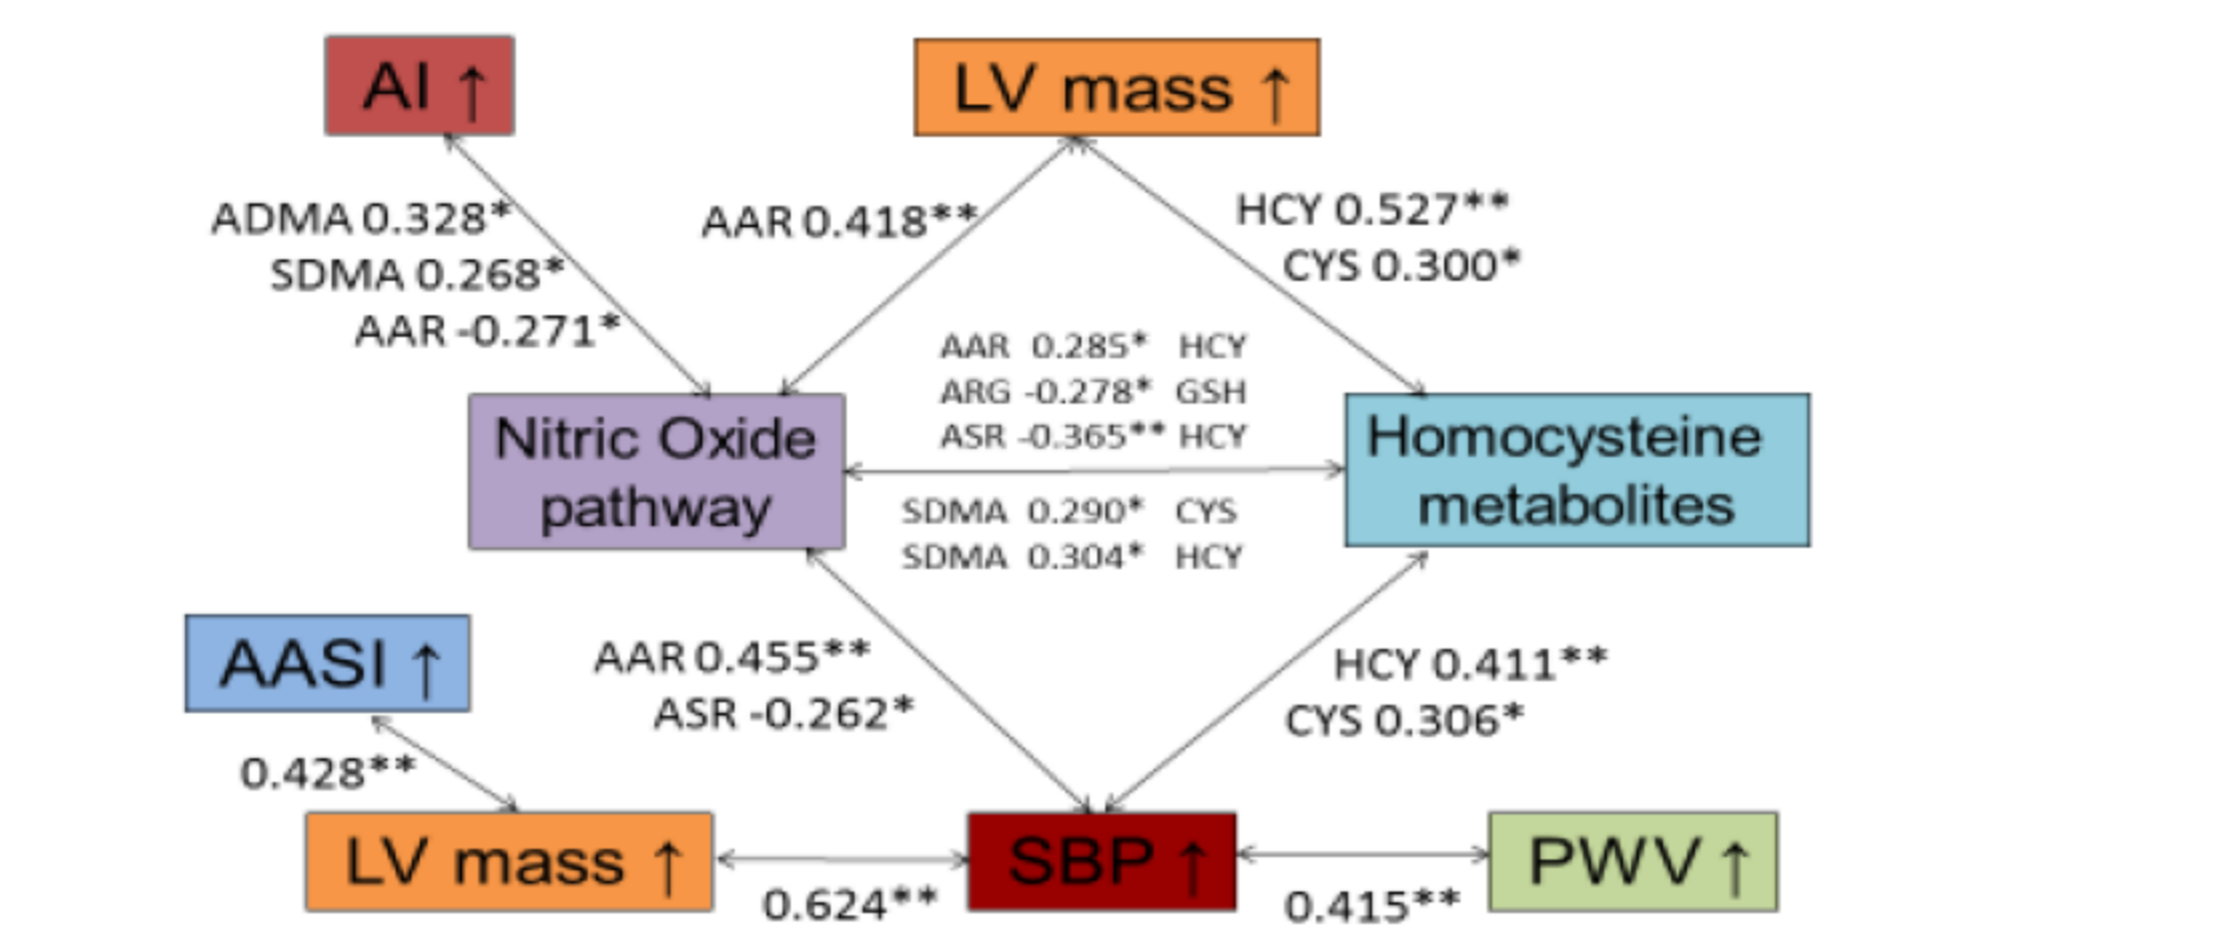 AI ↑
LV mass ↑
ADMA 0.328*
SDMA 0.268*
AAR -0.271*
AAR 0.418**
HCY 0.527**
CYS 0.300*
AAR 0.285* HCY
ARG -0.278* GSH
ASR -0.365** HCY
Nitric Oxide
pathway
Homocysteine
metabolites
SDMA 0.290* CYS
SDMA 0.304* HCY
AASI ↑
AAR 0.455**
ASR -0.262*
HCY 0.411**
CYS 0.306*
0.428**
LV mass ↑
SBP ↑
PWV ↑
0.624**
0.415**